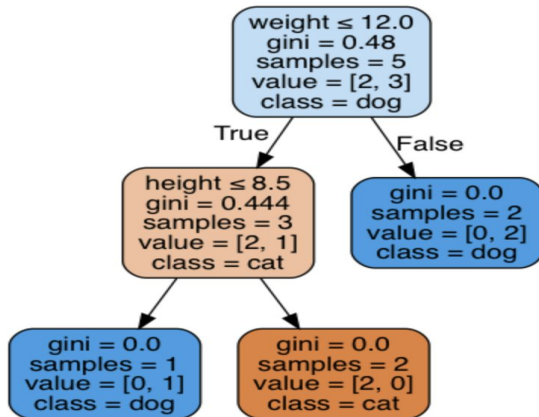 weight ≤ 12.0
gini = 0.48
samples = 5
value = [2, 3]
class = dog
True
False
height ≤ 8.5
gini = 0.444
samples = 3
value = [2, 1]
class = cat
gini = 0.0
samples = 2
value = [0, 2]
class = dog
gini = 0.0
samples = 1
value = [0, 1]
class = dog
gini = 0.0
samples = 2
value = [2, 0]
class = cat